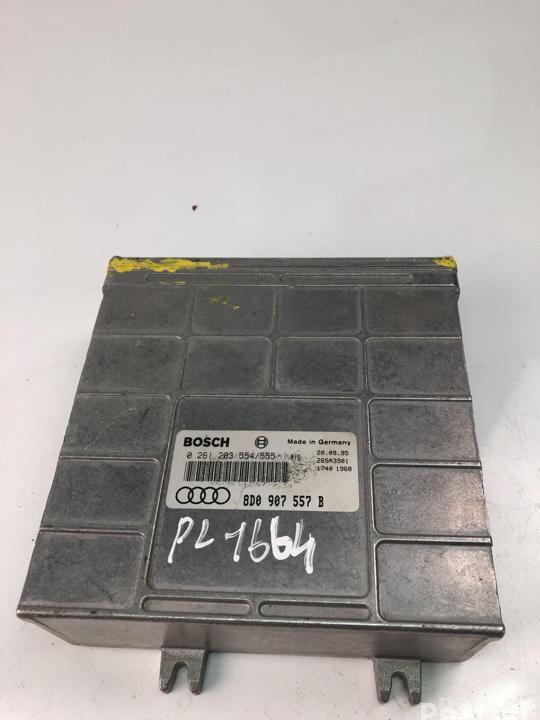 BOSCH Made in Germany
0 261 203 554/555 20.09.95
265A3901
1740 1968
8D0 907 557 B
PL 1664